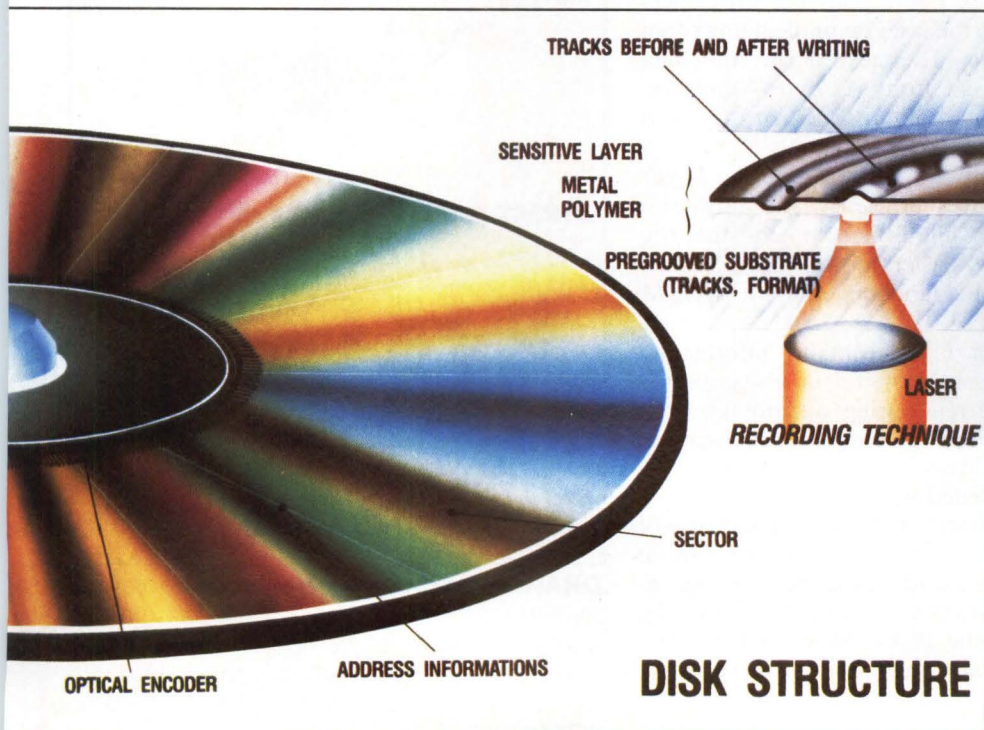 TRACKS BEFORE AND AFTER WRITING
SENSITIVE LAYER
METAL
POLYMER
PREGROOVED SUBSTRATE
(TRACKS, FORMAT)
LASER
RECORDING TECHNIQUE
SECTOR
ADDRESS INFORMATIONS
OPTICAL ENCODER
DISK STRUCTURE